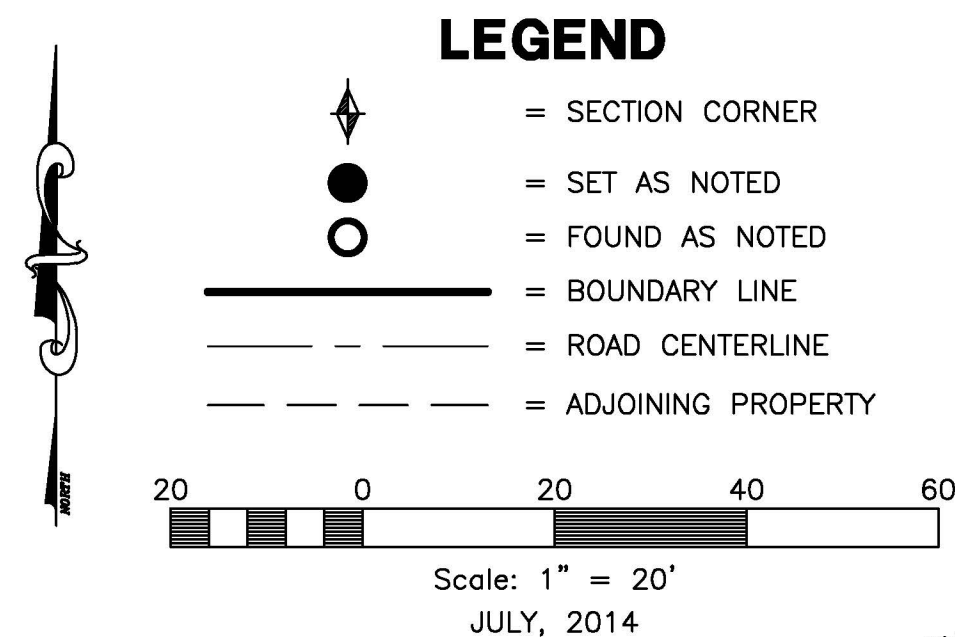 LEGEND
= SECTION CORNER
= SET AS NOTED
= FOUND AS NOTED
= BOUNDARY LINE
= ROAD CENTERLINE
= ADJOINING PROPERTY
NORTH
20 0 20 40 60
Scale: 1" = 20'
JULY, 2014